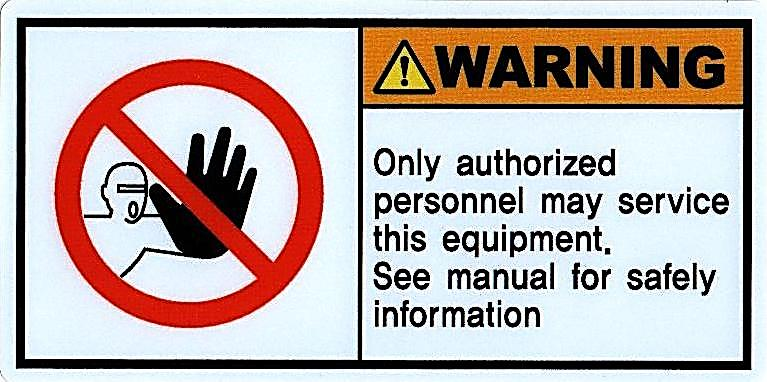 WARNING
Only authorized
personnel may service
this equipment.
See manual for safely
information